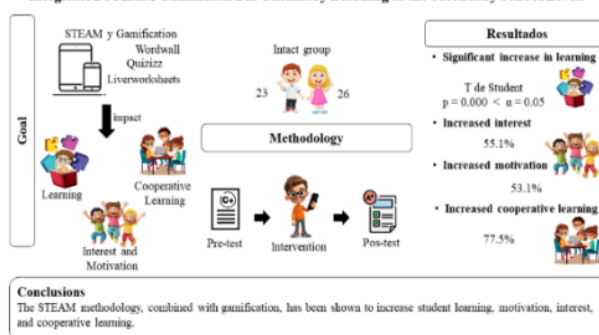 STEAM y Gamification
Wordwall
Quizizz
Liverworksheets
impact
Goal
Learning
Cooperative
Learning
Interest and
Motivation
Intact group
23
26
Methodology
Pre-test
Intervention
Pos-test
Resultados
• Significant increase in learning
T de Student
p = 0.000 < α = 0.05
• Increased interest
55.1%
• Increased motivation
53.1%
• Increased cooperative learning
77.5%
Conclusions
The STEAM methodology, combined with gamification, has been shown to increase student learning, motivation, interest,
and cooperative learning.